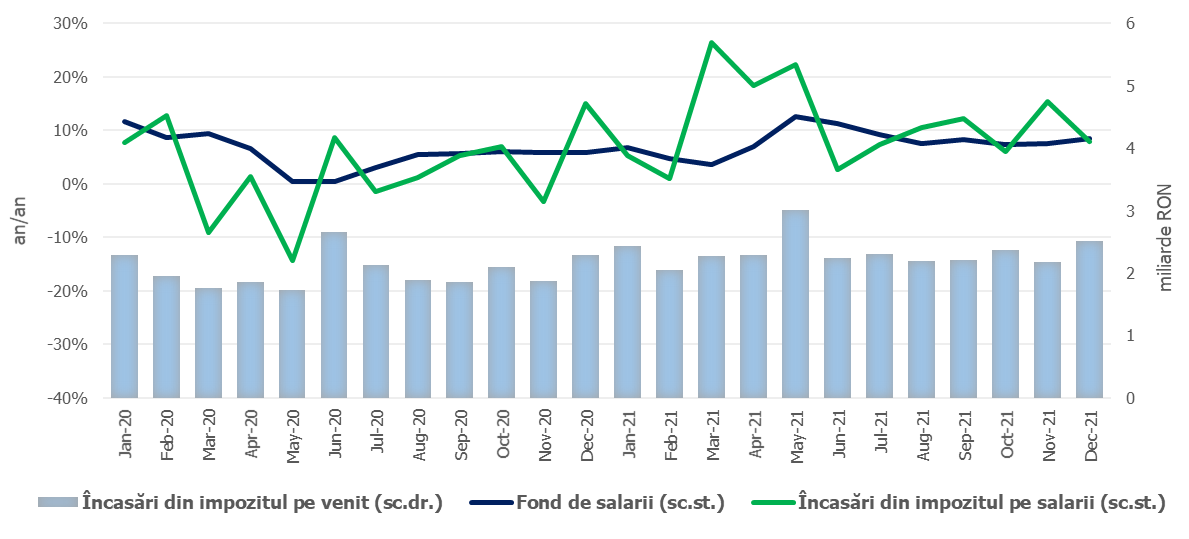 30%
20%
10%
0%
-10%
-20%
-30%
-40%
an/an
6
5
4
3
2
1
0
miliarde RON
Jan-20
Feb-20
Mar-20
Apr-20
May-20
Jun-20
Jul-20
Aug-20
Sep-20
Oct-20
Nov-20
Dec-20
Jan-21
Feb-21
Mar-21
Apr-21
May-21
Jun-21
Jul-21
Aug-21
Sep-21
Oct-21
Nov-21
Dec-21
Încasări din impozitul pe venit (sc.dr.)
Fond de salarii (sc.st.)
Încasări din impozitul pe salarii (sc.st.)